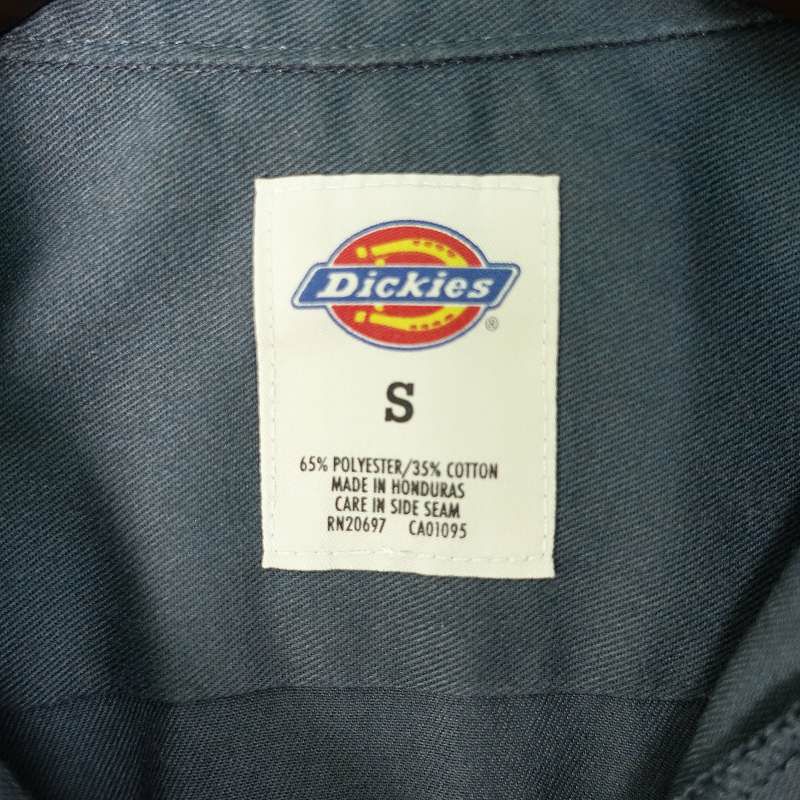 Dickies
®
S
65% POLYESTER/35% COTTON
MADE IN HONDURAS
CARE IN SIDE SEAM
RN20697 CA01095